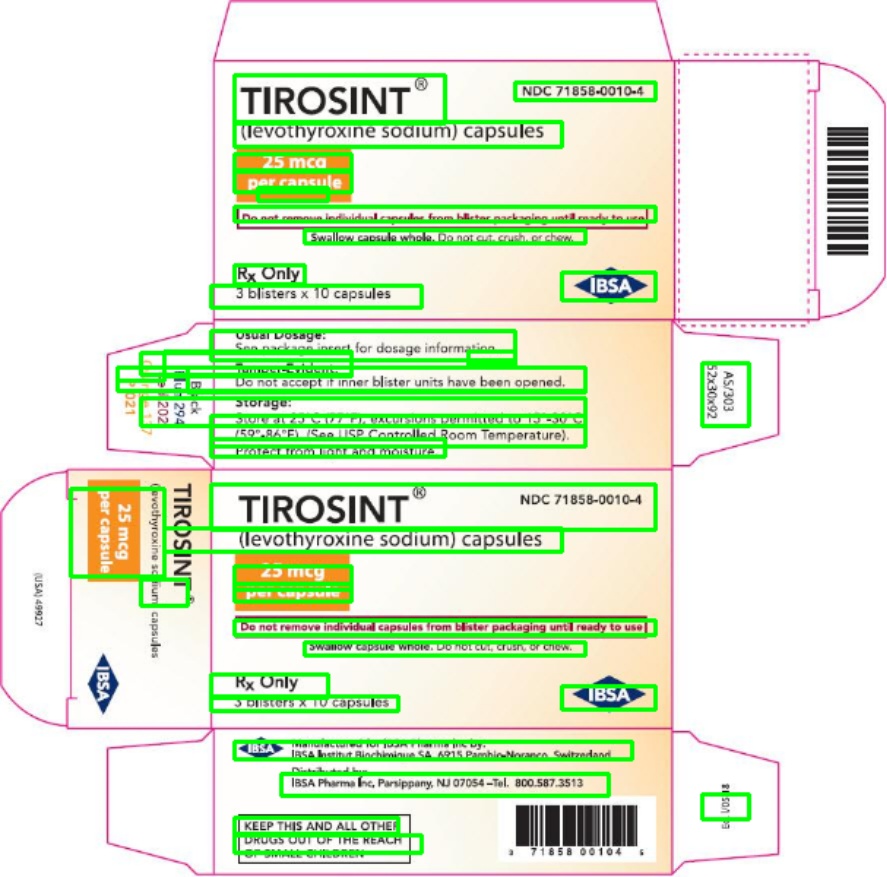 TIROSINT®
NDC 71858-0010-4
(levothyroxine sodium) capsules
25 mcg
per capsule
Do not remove individual capsules from blister packaging until ready to use
Swallow capsule whole. Do not cut, crush, or chew.
Rx Only
3 blisters x 10 capsules
IBSA
Usual Dosage:
See package insert for dosage information.
Tamper-Evident:
Do not accept if inner blister units have been opened.
Storage:
Store at 25°C (77°F), excursions permitted to 15°-30°C
(59°-86°F). (See USP Controlled Room Temperature).
Protect from light and moisture.
Black
294
202
021
AS/303
52x30x92
TIROSINT®
(levothyroxine sodium) capsules
25 mcg
per capsule
IBSA
(USA) 49927
TIROSINT®
NDC 71858-0010-4
(levothyroxine sodium) capsules
25 mcg
per capsule
Do not remove individual capsules from blister packaging until ready to use
Swallow capsule whole. Do not cut, crush, or chew.
Rx Only
3 blisters x 10 capsules
IBSA
IBSA
Manufactured for IBSA Pharma Inc by:
IBSA Institut Biochimique SA, 6915 Pambio-Noranco, Switzerland
Distributed by:
IBSA Pharma Inc, Parsippany, NJ 07054 –Tel. 800.587.3513
KEEP THIS AND ALL OTHER
DRUGS OUT OF THE REACH
OF SMALL CHILDREN
3 71858 00104 5